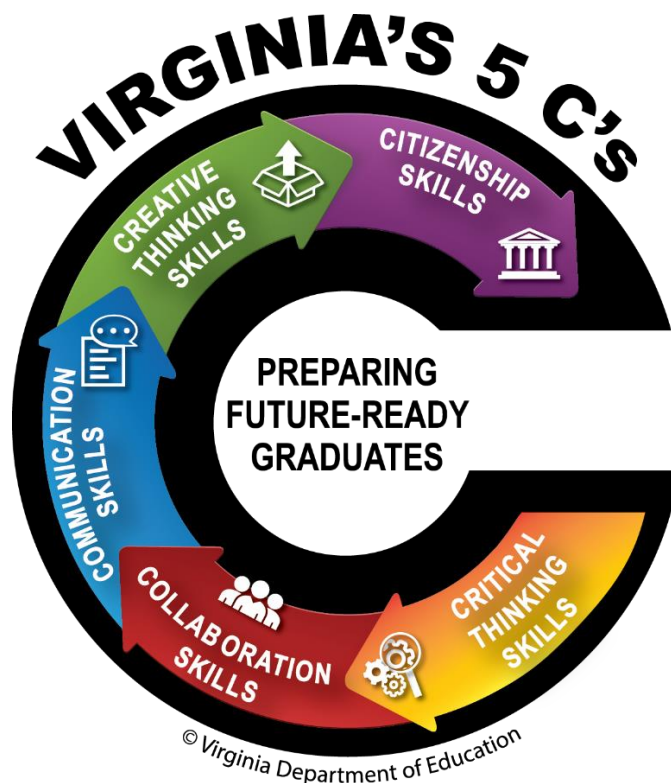 VIRGINIA'S 5 C's
CITIZENSHIP
SKILLS
CREATIVE
THINKING
SKILLS
COMMUNICATION
SKILLS
PREPARING
FUTURE-READY
GRADUATES
COLLABORATION
SKILLS
CRITICAL
THINKING
SKILLS
© Virginia Department of Education